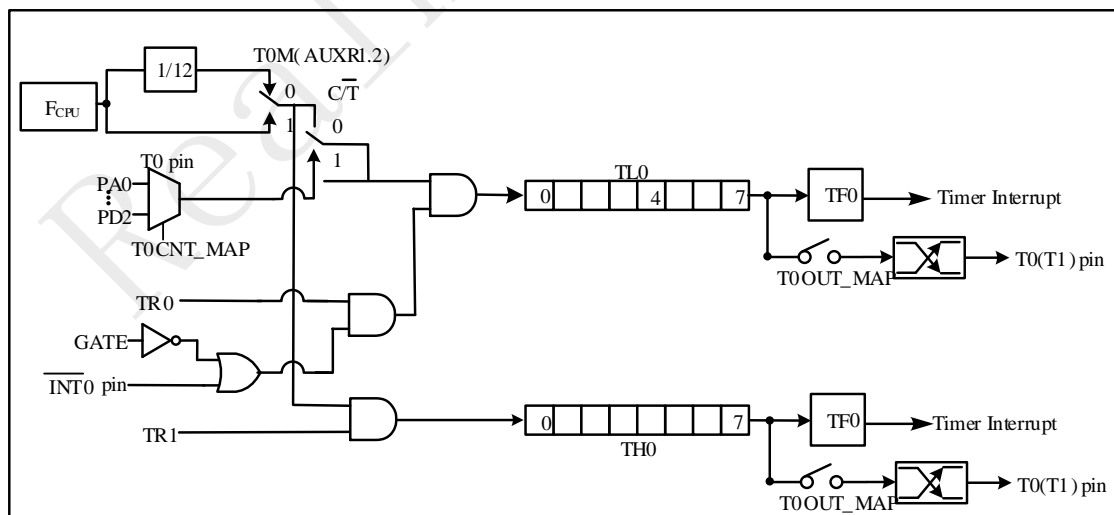 1/12
T0M(AUXR1.2)
FCPU
0
1
C/T
0
1
T0 pin
PA0
PD2
T0CNT_MAP
TL0
0 4 7
TF0
Timer Interrupt
T0OUT_MAP
T0(T1) pin
TR0
GATE
INT0 pin
TR1
0 7
TH0
TF0
Timer Interrupt
T0OUT_MAP
T0(T1) pin
Real